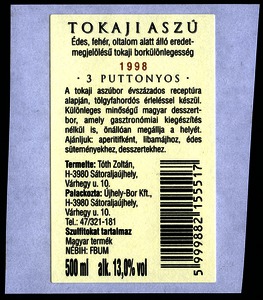 TOKAJI ASZÚ
Édes, fehér, oltalom alatt álló eredet-
megjelölésű tokaji borkülönlegesség
1998
· 3 PUTTONYOS ·
A tokaji aszúbor évszázados receptúra
alapján, tölgyfahordós érleléssel készül.
Különleges minőségű magyar desszert-
bor, amely gasztronómiai kiegészítés
nélkül is, önállóan megállja a helyét.
Ajánljuk: aperitifként, libamájhoz, édes
süteményekhez, desszertekhez.
Termelte: Tóth Zoltán,
H-3980 Sátoraljaújhely,
Várhegy u. 10.
Palackozta: Újhely-Bor Kft.,
H-3980 Sátoraljaújhely,
Várhegy u. 10.
Tel.: 47/321-181
Szulfitokat tartalmaz
Magyar termék
NÉBIH: FBUM
500 ml alk. 13,0% vol
5 999882 155517